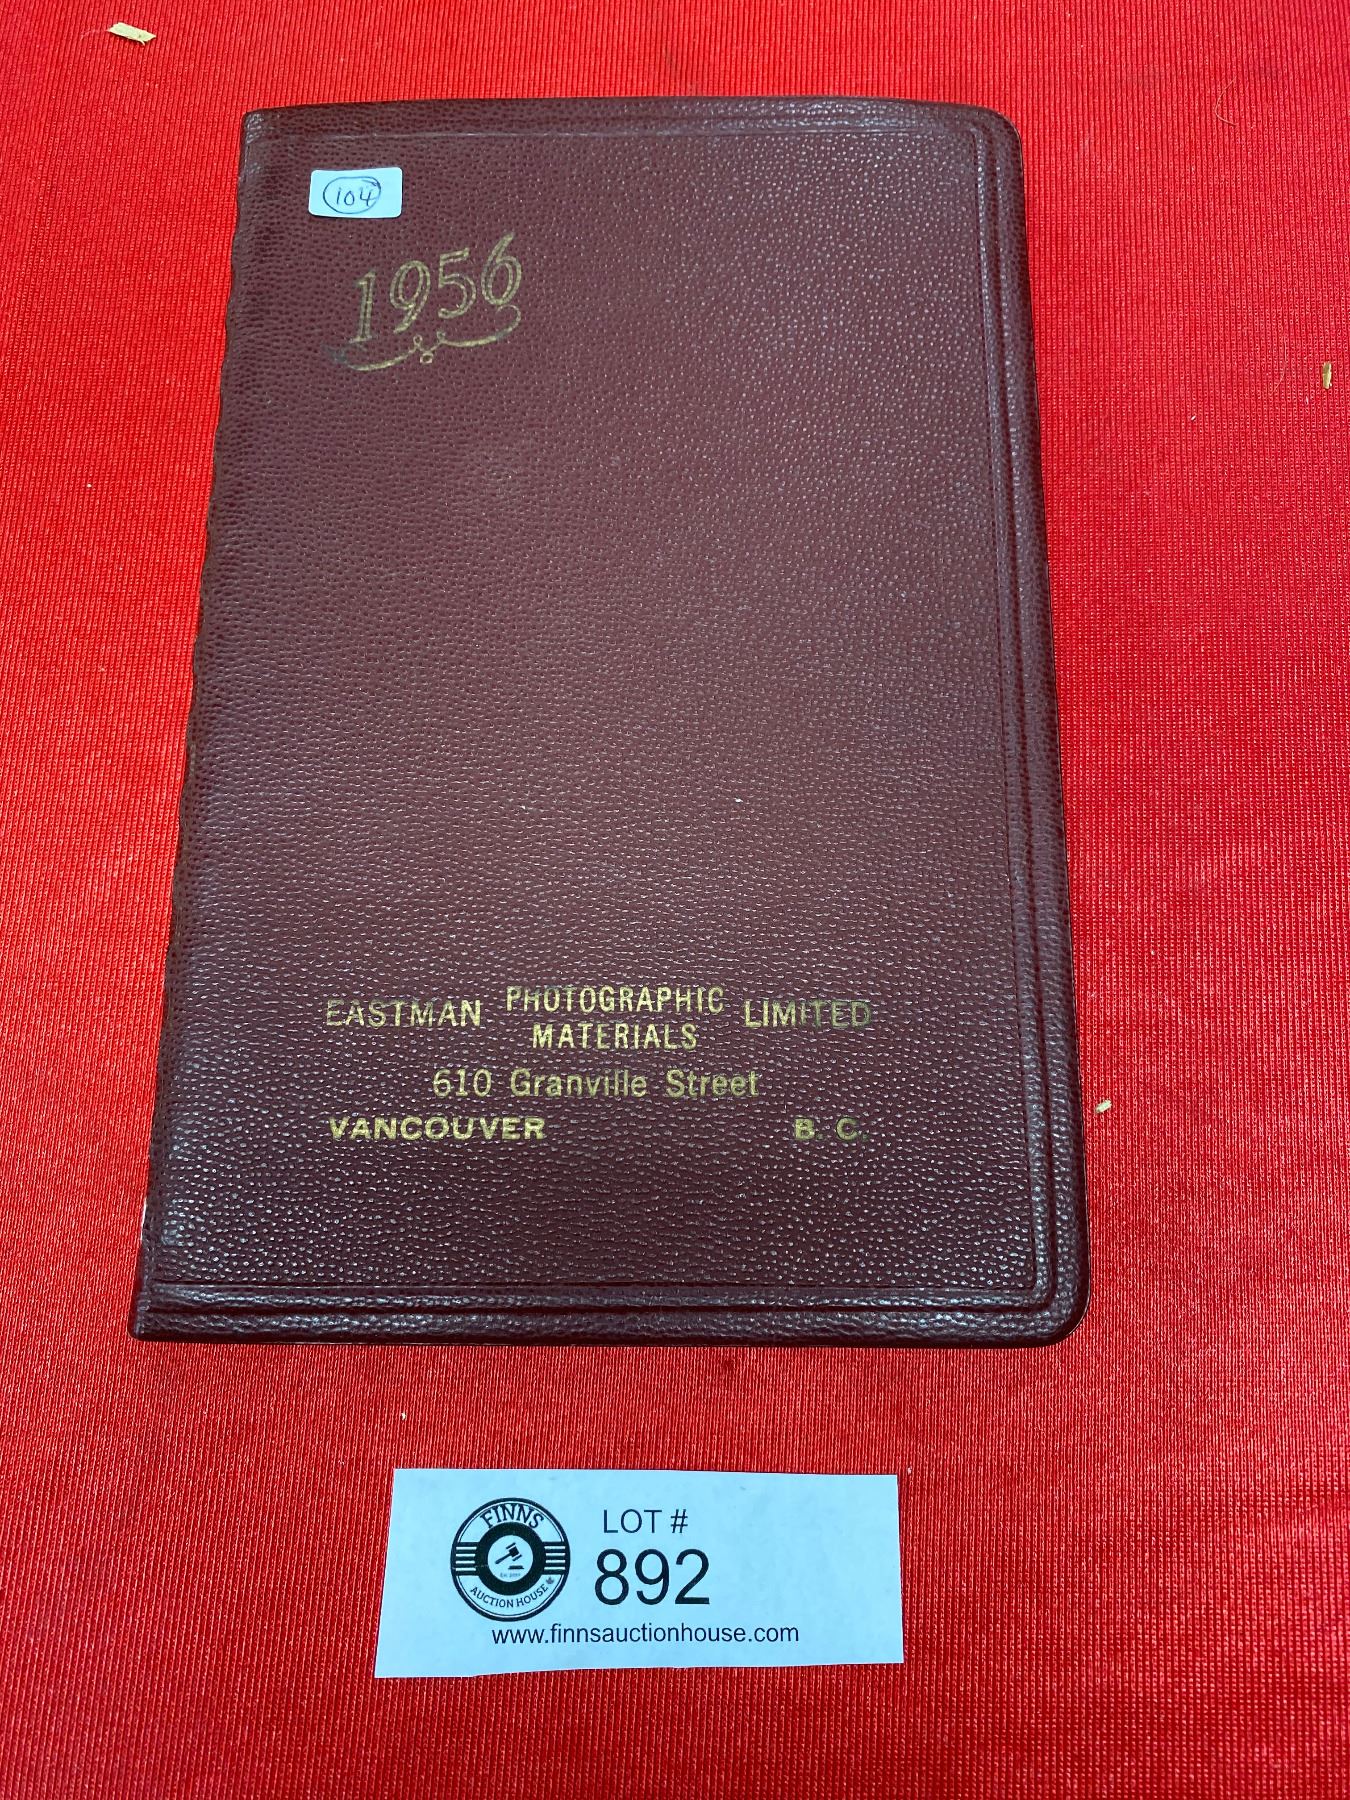 104
1956
EASTMAN PHOTOGRAPHIC MATERIALS LIMITED
610 Granville Street
VANCOUVER B. C.
FINNS
AUCTION HOUSE
LOT #
892
www.finnsauctionhouse.com